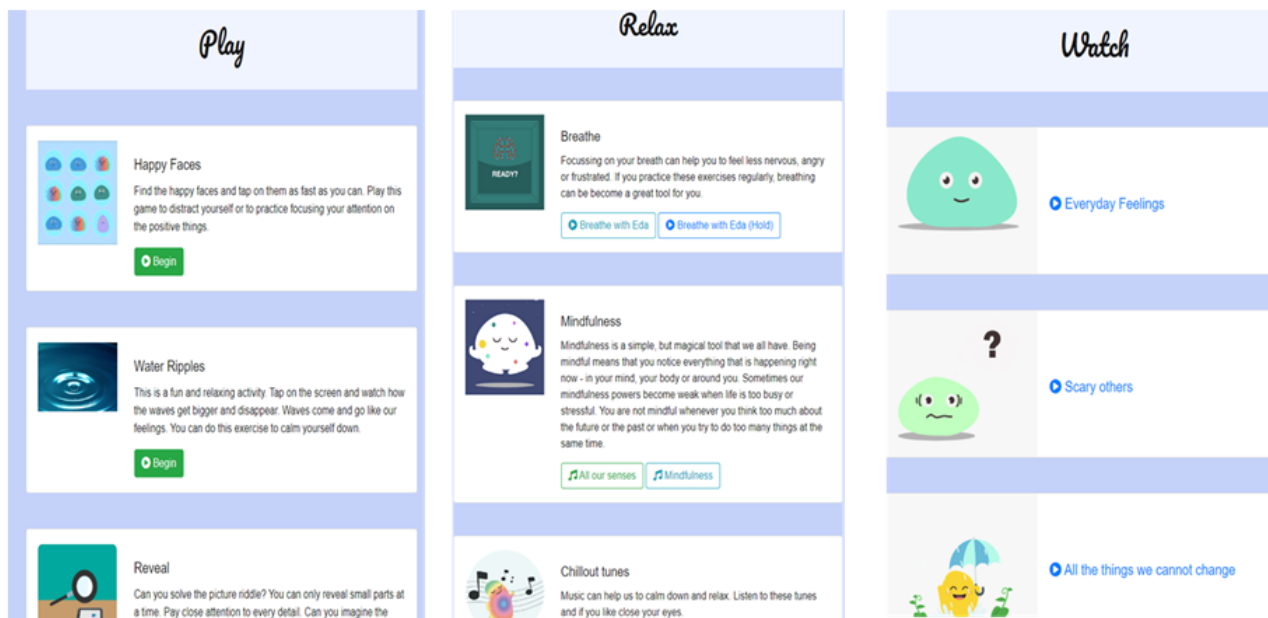 Play
Happy Faces
Find the happy faces and tap on them as fast as you can. Play this
game to distract yourself or to practice focusing your attention on
the positive things.
Begin
Water Ripples
This is a fun and relaxing activity. Tap on the screen and watch how
the waves get bigger and disappear. Waves come and go like our
feelings. You can do this exercise to calm yourself down.
Begin
Reveal
Can you solve the picture riddle? You can only reveal small parts at
a time. Pay close attention to every detail. Can you imagine the
Relax
READY?
Breathe
Focussing on your breath can help you to feel less nervous, angry
or frustrated. If you practice these exercises regularly, breathing
can be become a great tool for you.
Breathe with Eda Breathe with Eda (Hold)
Mindfulness
Mindfulness is a simple, but magical tool that we all have. Being
mindful means that you notice everything that is happening right
now - in your mind, your body or around you. Sometimes our
mindfulness powers become weak when life is too busy or
stressful. You are not mindful whenever you think too much about
the future or the past or when you try to do too many things at the
same time.
All our senses Mindfulness
Chillout tunes
Music can help us to calm down and relax. Listen to these tunes
and if you like close your eyes.
Watch
Everyday Feelings
?
Scary others
All the things we cannot change